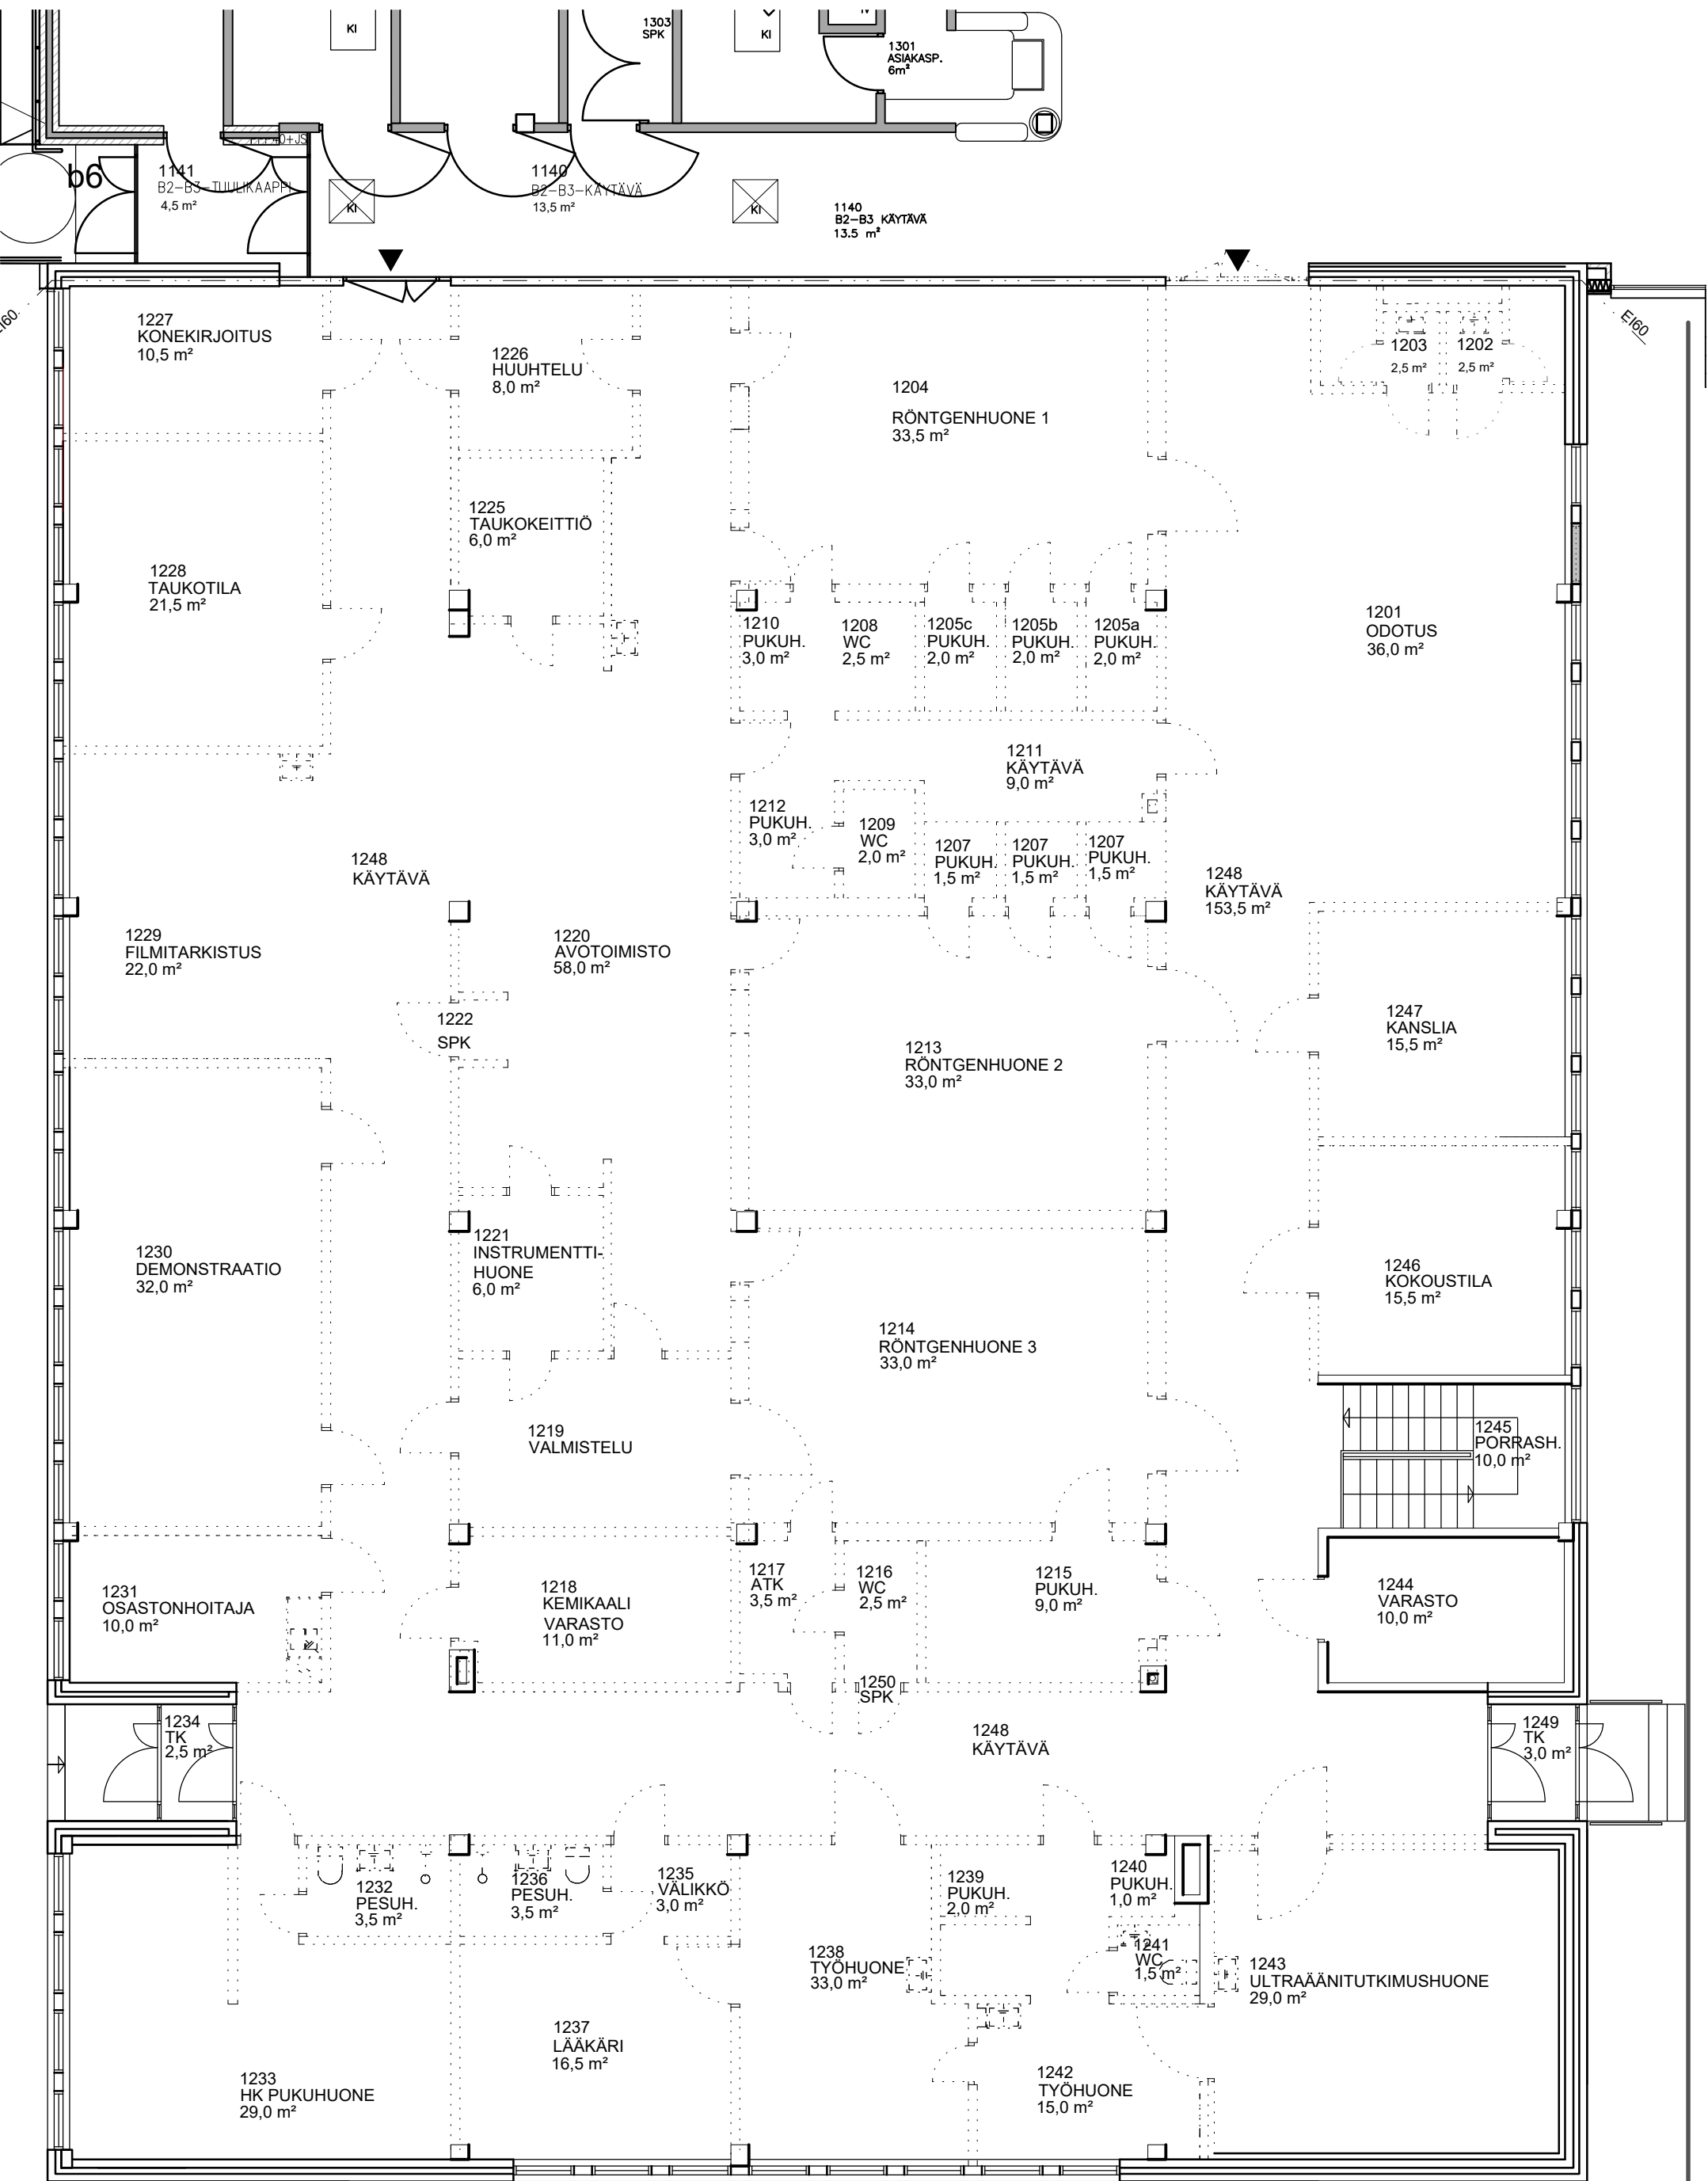 KI
1303
SPK
KI
1301
ASIAKASP.
6m²
b6
1141
B2-B3-TUULIKAAPPI
4,5 m²
KI
1140
B2-B3-KÄYTÄVÄ
13,5 m²
KI
1140
B2-B3 KÄYTÄVÄ
13.5 m²
EI60
EI60
1227
KONEKIRJOITUS
10,5 m²
1226
HUUHTELU
8,0 m²
1204
RÖNTGENHUONE 1
33,5 m²
1203
2,5 m²
1202
2,5 m²
1225
TAUKOKEITTIÖ
6,0 m²
1228
TAUKOTILA
21,5 m²
1210
PUKUH.
3,0 m²
1208
WC
2,5 m²
1205c
PUKUH.
2,0 m²
1205b
PUKUH.
2,0 m²
1205a
PUKUH.
2,0 m²
1201
ODOTUS
36,0 m²
1211
KÄYTÄVÄ
9,0 m²
1212
PUKUH.
3,0 m²
1209
WC
2,0 m²
1207
PUKUH.
1,5 m²
1207
PUKUH.
1,5 m²
1207
PUKUH.
1,5 m²
1248
KÄYTÄVÄ
1248
KÄYTÄVÄ
153,5 m²
1229
FILMITARKISTUS
22,0 m²
1220
AVOTOIMISTO
58,0 m²
1222
SPK
1213
RÖNTGENHUONE 2
33,0 m²
1247
KANSLIA
15,5 m²
1230
DEMONSTRAATIO
32,0 m²
1221
INSTRUMENTTI-
HUONE
6,0 m²
1246
KOKOUSTILA
15,5 m²
1214
RÖNTGENHUONE 3
33,0 m²
1219
VALMISTELU
1245
PORRASH.
10,0 m²
1231
OSASTONHOITAJA
10,0 m²
1218
KEMIKAALI
VARASTO
11,0 m²
1217
ATK
3,5 m²
1216
WC
2,5 m²
1215
PUKUH.
9,0 m²
1244
VARASTO
10,0 m²
1250
SPK
1234
TK
2,5 m²
1248
KÄYTÄVÄ
1249
TK
3,0 m²
1232
PESUH.
3,5 m²
1236
PESUH.
3,5 m²
1235
VÄLIKKÖ
3,0 m²
1239
PUKUH.
2,0 m²
1240
PUKUH.
1,0 m²
1238
TYÖHUONE
33,0 m²
1241
WC
1,5 m²
1243
ULTRAÄÄNITUTKIMUSHUONE
29,0 m²
1237
LÄÄKÄRI
16,5 m²
1233
HK PUKUHUONE
29,0 m²
1242
TYÖHUONE
15,0 m²